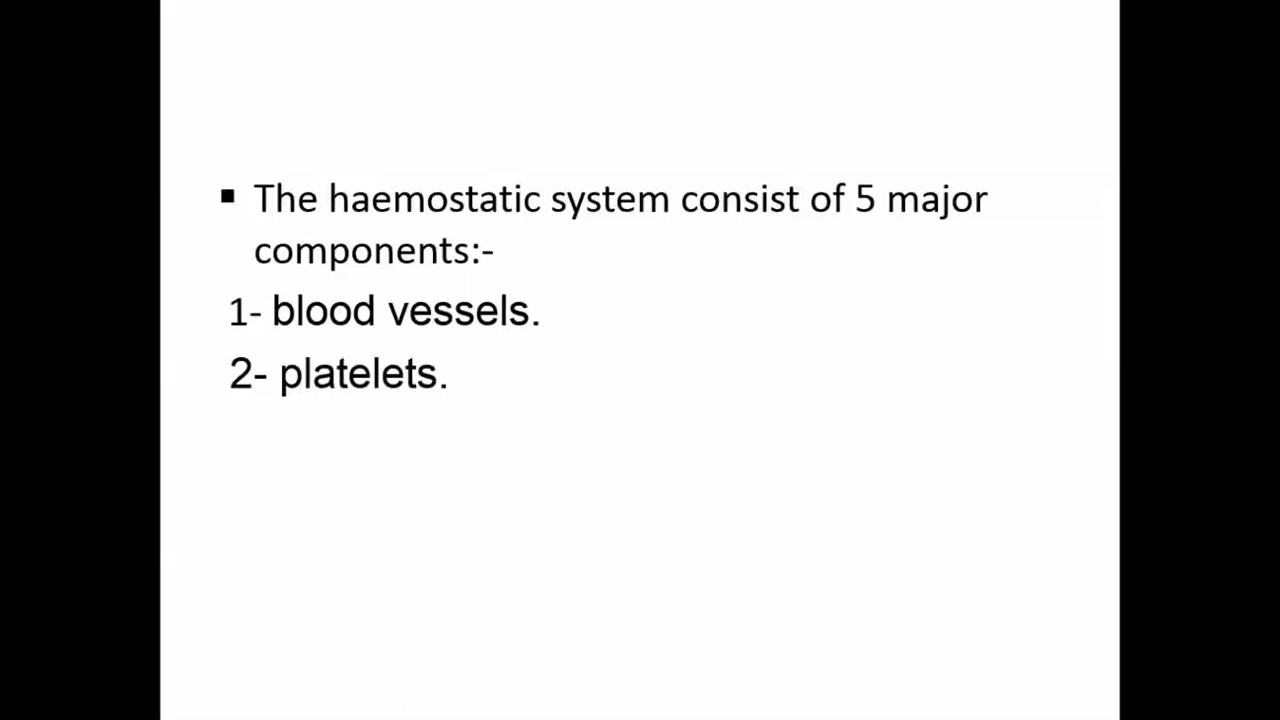 ▪ The haemostatic system consist of 5 major
components:-
1- blood vessels.
2- platelets.